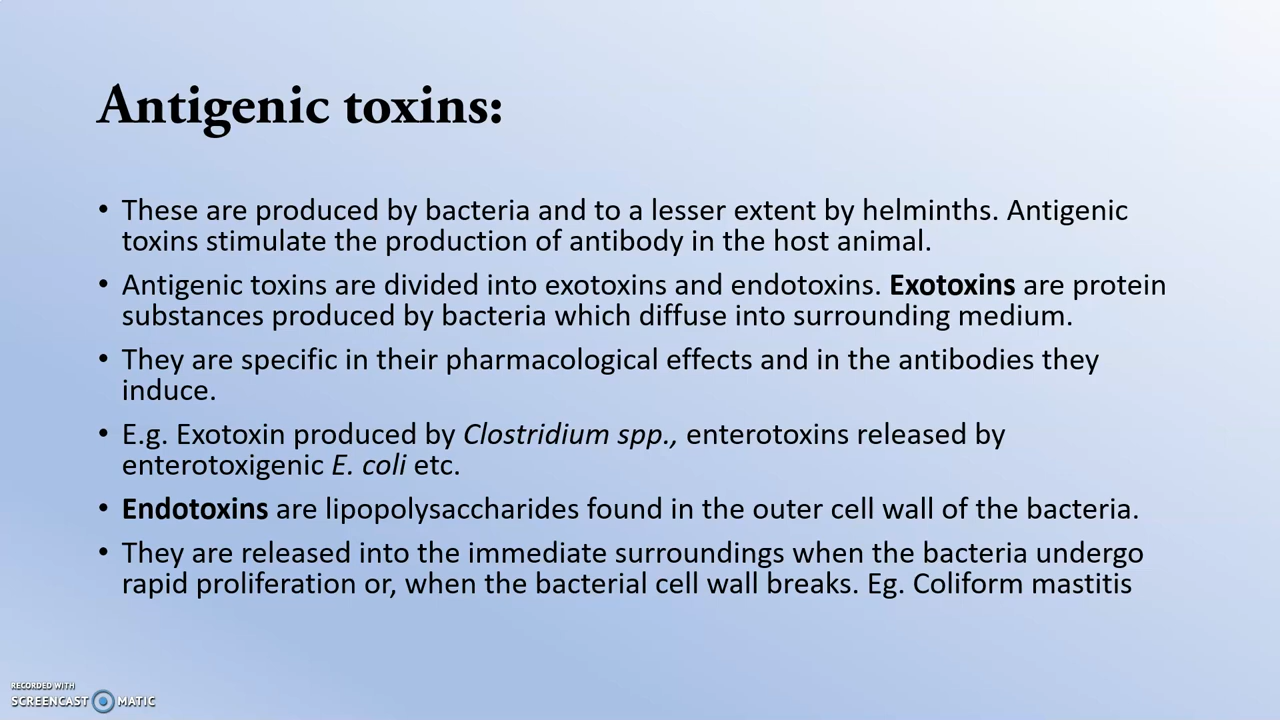 Antigenic toxins:
• These are produced by bacteria and to a lesser extent by helminths. Antigenic
toxins stimulate the production of antibody in the host animal.
• Antigenic toxins are divided into exotoxins and endotoxins. Exotoxins are protein
substances produced by bacteria which diffuse into surrounding medium.
• They are specific in their pharmacological effects and in the antibodies they
induce.
• E.g. Exotoxin produced by Clostridium spp., enterotoxins released by
enterotoxigenic E. coli etc.
• Endotoxins are lipopolysaccharides found in the outer cell wall of the bacteria.
• They are released into the immediate surroundings when the bacteria undergo
rapid proliferation or, when the bacterial cell wall breaks. Eg. Coliform mastitis
RECORDED WITH
SCREENCAST MATIC